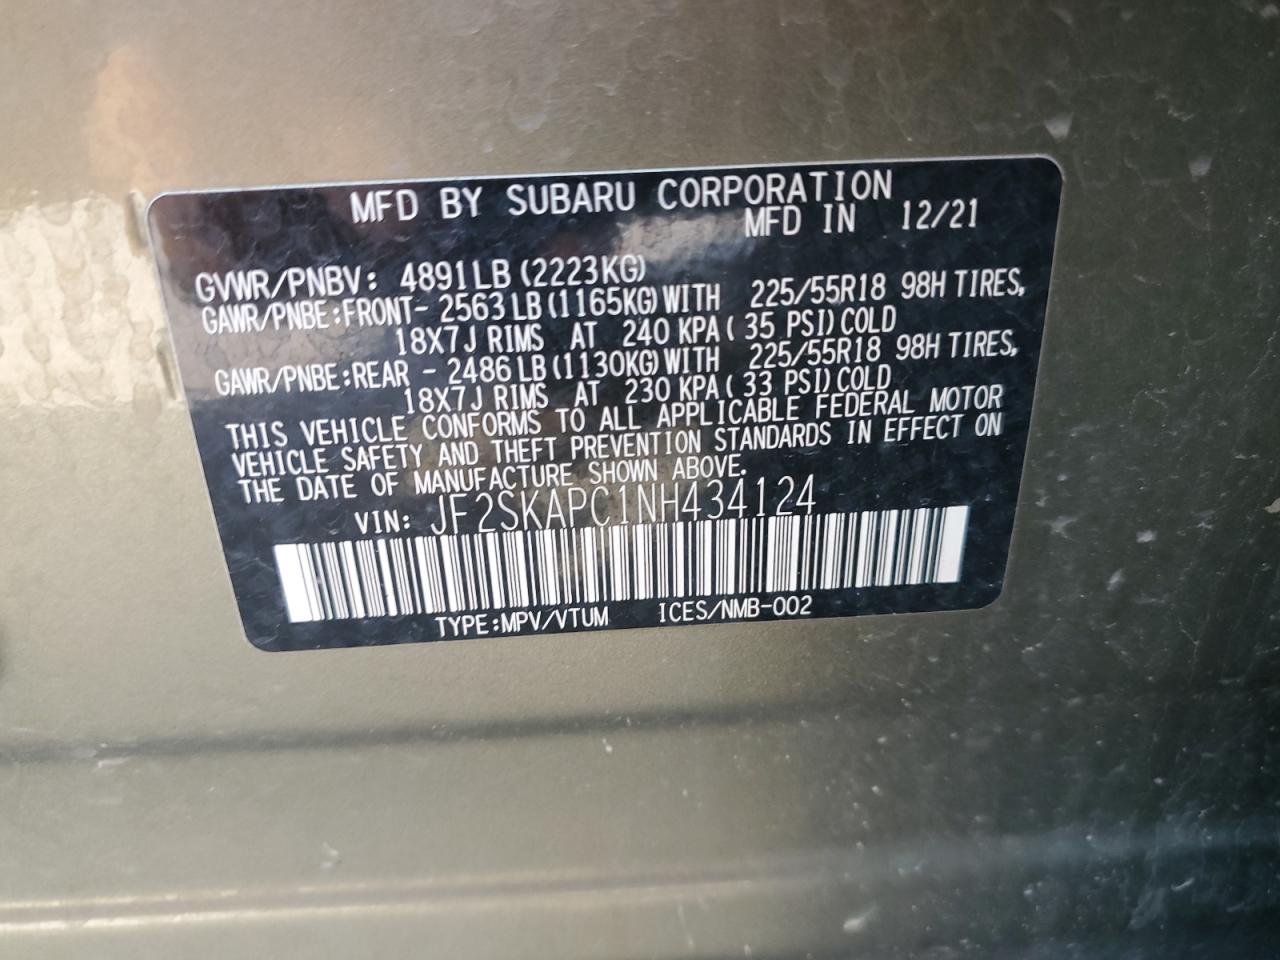 MFD BY SUBARU CORPORATION
MFD IN 12/21
GVWR/PNBV: 4891LB (2223KG)
GAWR/PNBE:FRONT- 2563LB (1165KG) WITH 225/55R18 98H TIRES,
18X7J RIMS AT 240 KPA ( 35 PSI) COLD
GAWR/PNBE:REAR - 2486LB (1130KG) WITH 225/55R18 98H TIRES,
18X7J RIMS AT 230 KPA ( 33 PSI) COLD
THIS VEHICLE CONFORMS TO ALL APPLICABLE FEDERAL MOTOR
VEHICLE SAFETY AND THEFT PREVENTION STANDARDS IN EFFECT ON
THE DATE OF MANUFACTURE SHOWN ABOVE.
VIN: JF2SKAPC1NH434124
TYPE:MPV/VTUM ICES/NMB-002